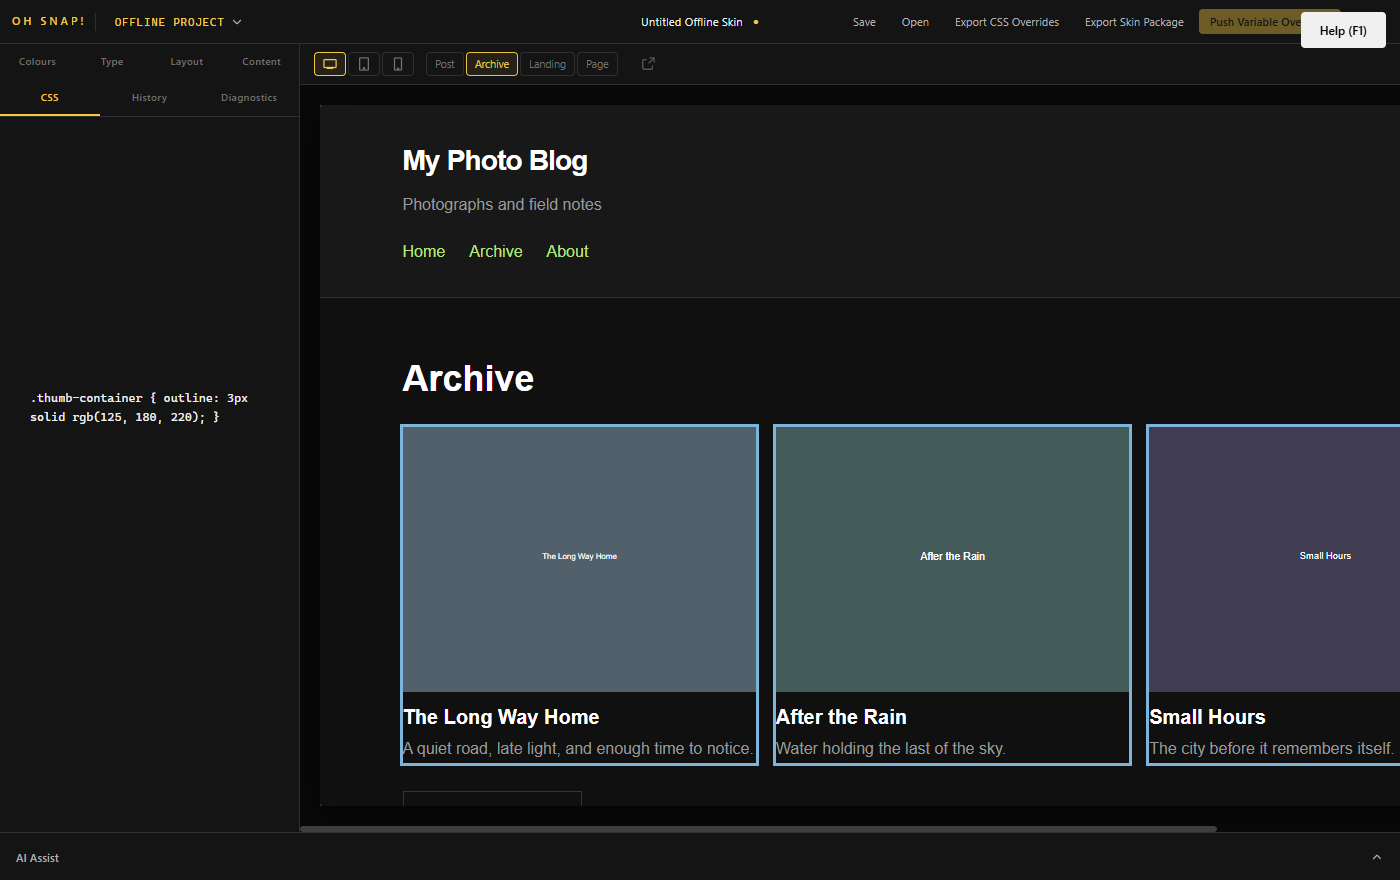 OH SNAP!
OFFLINE PROJECT
Untitled Offline Skin
Save
Open
Export CSS Overrides
Export Skin Package
Push Variable Ove
Help (F1)
Colours
Type
Layout
Content
CSS
History
Diagnostics
Post
Archive
Landing
Page
.thumb-container { outline: 3px
solid rgb(125, 180, 220); }
My Photo Blog
Photographs and field notes
Home
Archive
About
Archive
The Long Way Home
After the Rain
Small Hours
The Long Way Home
After the Rain
Small Hours
A quiet road, late light, and enough time to notice.
Water holding the last of the sky.
The city before it remembers itself.
AI Assist